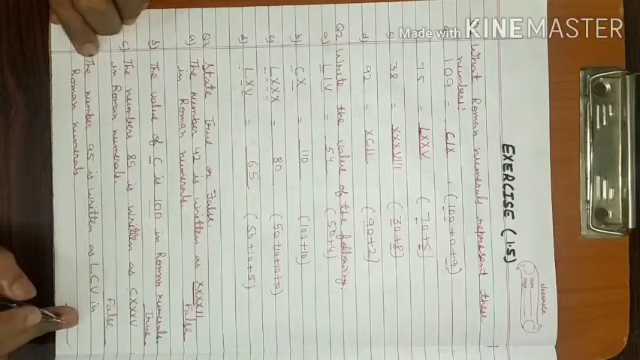 Made with KINEMASTER
EXERCISE (1.5)
What Roman numerals represent these
numbers?
109 = CIX (100+0+9)
75 = LXXV (70+5)
c) 38 = XXXVIII (30+8)
d) 92 = XCII (90+2)
Q2 Write the value of the following.
a) LIV = 54 (50+4)
b) CX = 110 (100+10)
c) LXXX = 80 (50+10+10+10)
d) LXV = 65 (50+10+5)
Q3 State True or False
a) The number 42 is written as XXXXII
in Roman numerals False
b) The value of C is 100 in Roman numerals
True
c) The number 85 is written as CXXXV
in Roman numerals. False
The number 95 is written as LCV in
Roman numerals